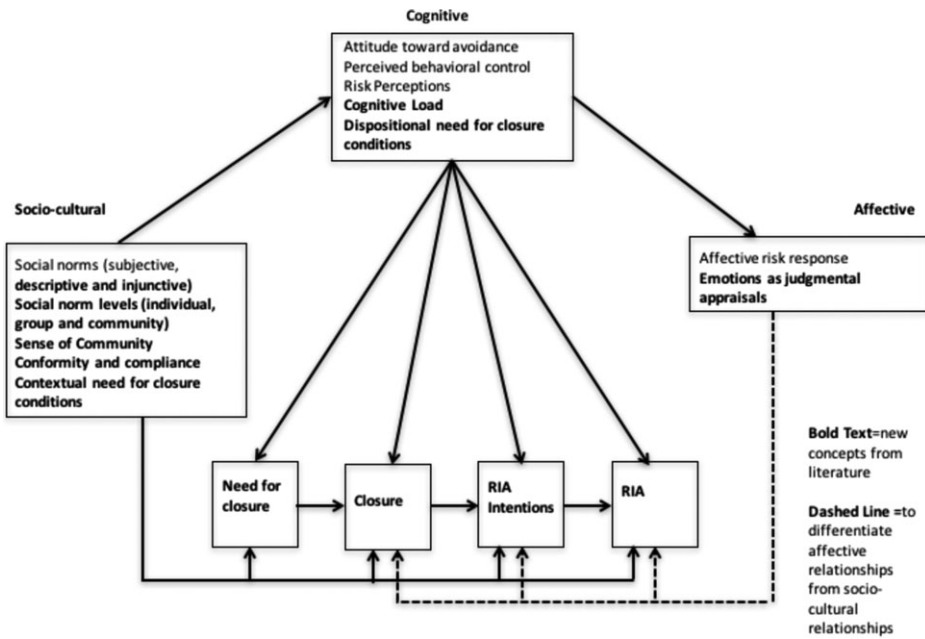 Cognitive
Attitude toward avoidance
Perceived behavioral control
Risk Perceptions
Cognitive Load
Dispositional need for closure
conditions
Socio-cultural
Social norms (subjective,
descriptive and injunctive)
Social norm levels (individual,
group and community)
Sense of Community
Conformity and compliance
Contextual need for closure
conditions
Affective
Affective risk response
Emotions as judgmental
appraisals
Need for
closure
Closure
RIA
Intentions
RIA
Bold Text=new
concepts from
literature
Dashed Line =to
differentiate
affective
relationships
from socio-
cultural
relationships